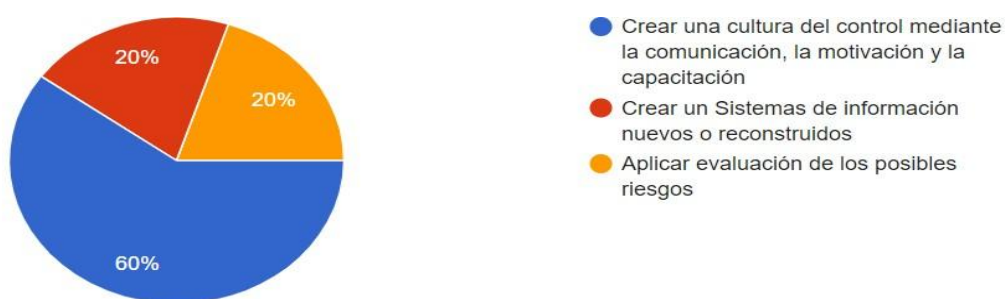 20%
20%
60%
Crear una cultura del control mediante
la comunicación, la motivación y la
capacitación
Crear un Sistemas de información
nuevos o reconstruidos
Aplicar evaluación de los posibles
riesgos